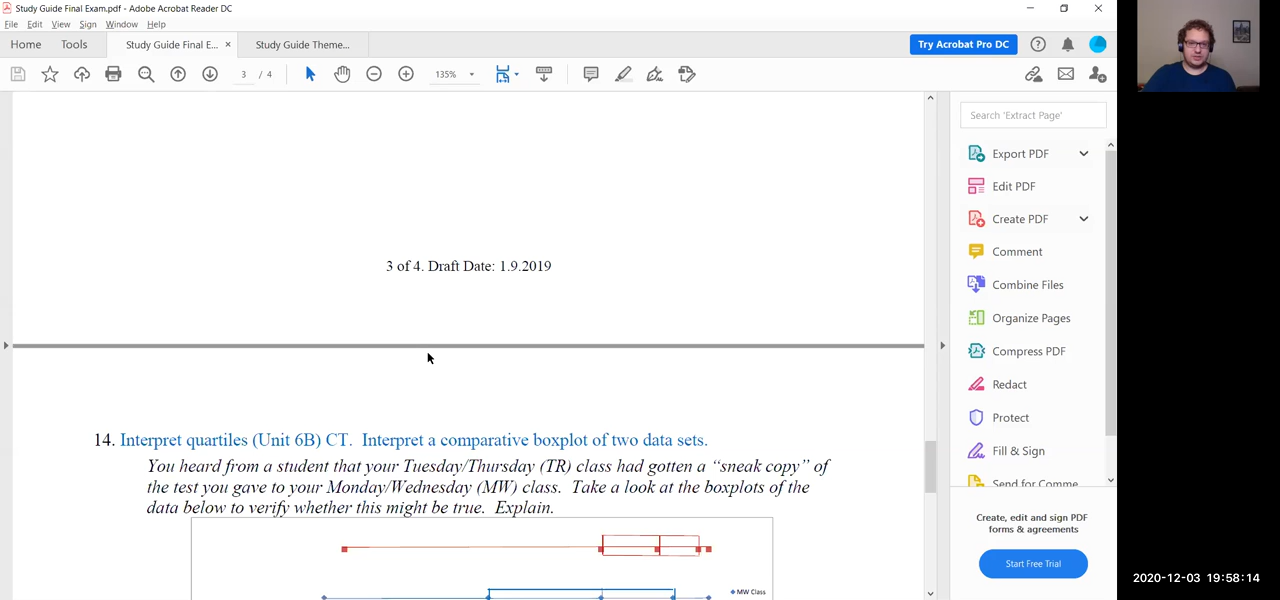 Study Guide Final Exam.pdf - Adobe Acrobat Reader DC
File Edit View Sign Window Help
Home Tools Study Guide Final E... × Study Guide Theme...
Try Acrobat Pro DC
3 / 4 135%
Search 'Extract Page'
Export PDF
Edit PDF
Create PDF
Comment
Combine Files
Organize Pages
Compress PDF
Redact
Protect
Fill & Sign
Send for Comme
Create, edit and sign PDF
forms & agreements
Start Free Trial
3 of 4. Draft Date: 1.9.2019
14. Interpret quartiles (Unit 6B) CT. Interpret a comparative boxplot of two data sets.
You heard from a student that your Tuesday/Thursday (TR) class had gotten a “sneak copy” of
the test you gave to your Monday/Wednesday (MW) class. Take a look at the boxplots of the
data below to verify whether this might be true. Explain.
MW Class
2020-12-03 19:58:14